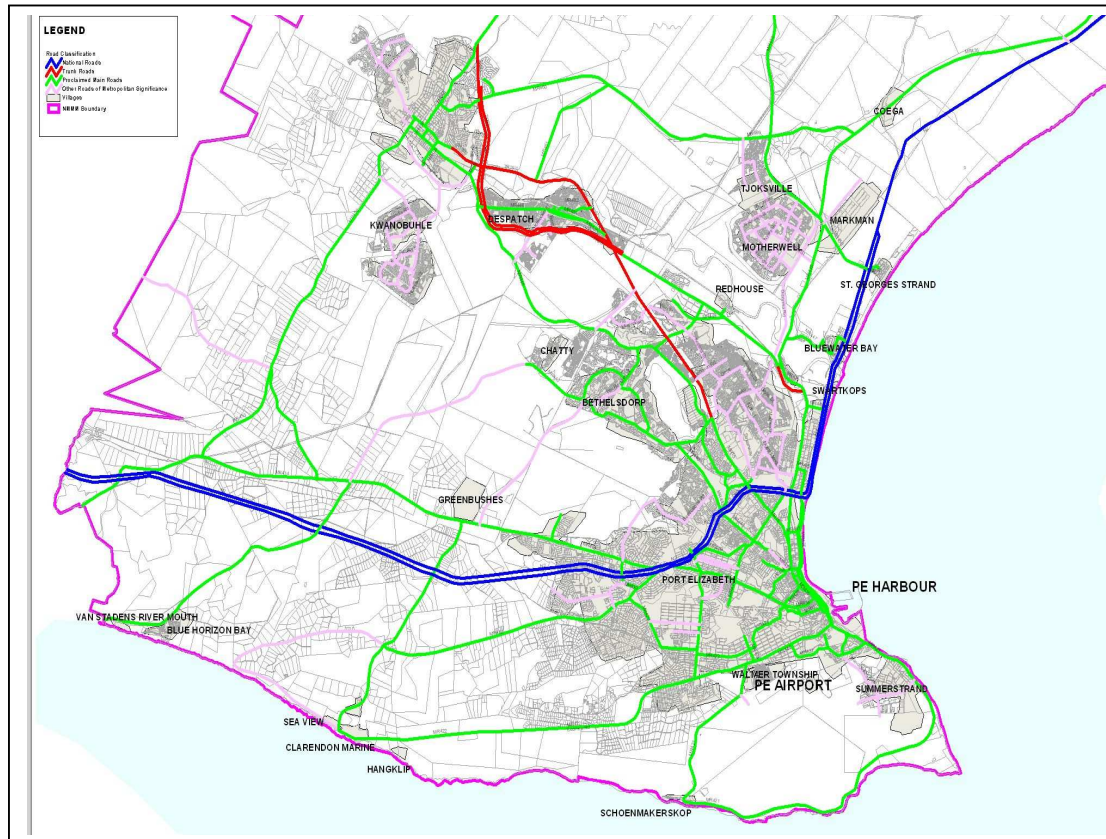 LEGEND
Road Classification
National Roads
Trunk Roads
Proclaimed Main Roads
Other Roads of Metropolitan Significance
Villages
NMMM Boundary
COEGA
TJOKSVILLE
MARKMAN
DESPATCH
KWANOBUHLE
MOTHERWELL
ST. GEORGES STRAND
REDHOUSE
BLUEWATER BAY
CHATTY
SWARTKOPS
BETHELSDORP
GREENBUSHES
PORT ELIZABETH
PE HARBOUR
VAN STADENS RIVER MOUTH
BLUE HORIZON BAY
WALMER TOWNSHIP
PE AIRPORT
SUMMERSTRAND
SEA VIEW
CLARENDON MARINE
HANGKLIP
SCHOENMAKERSKOP